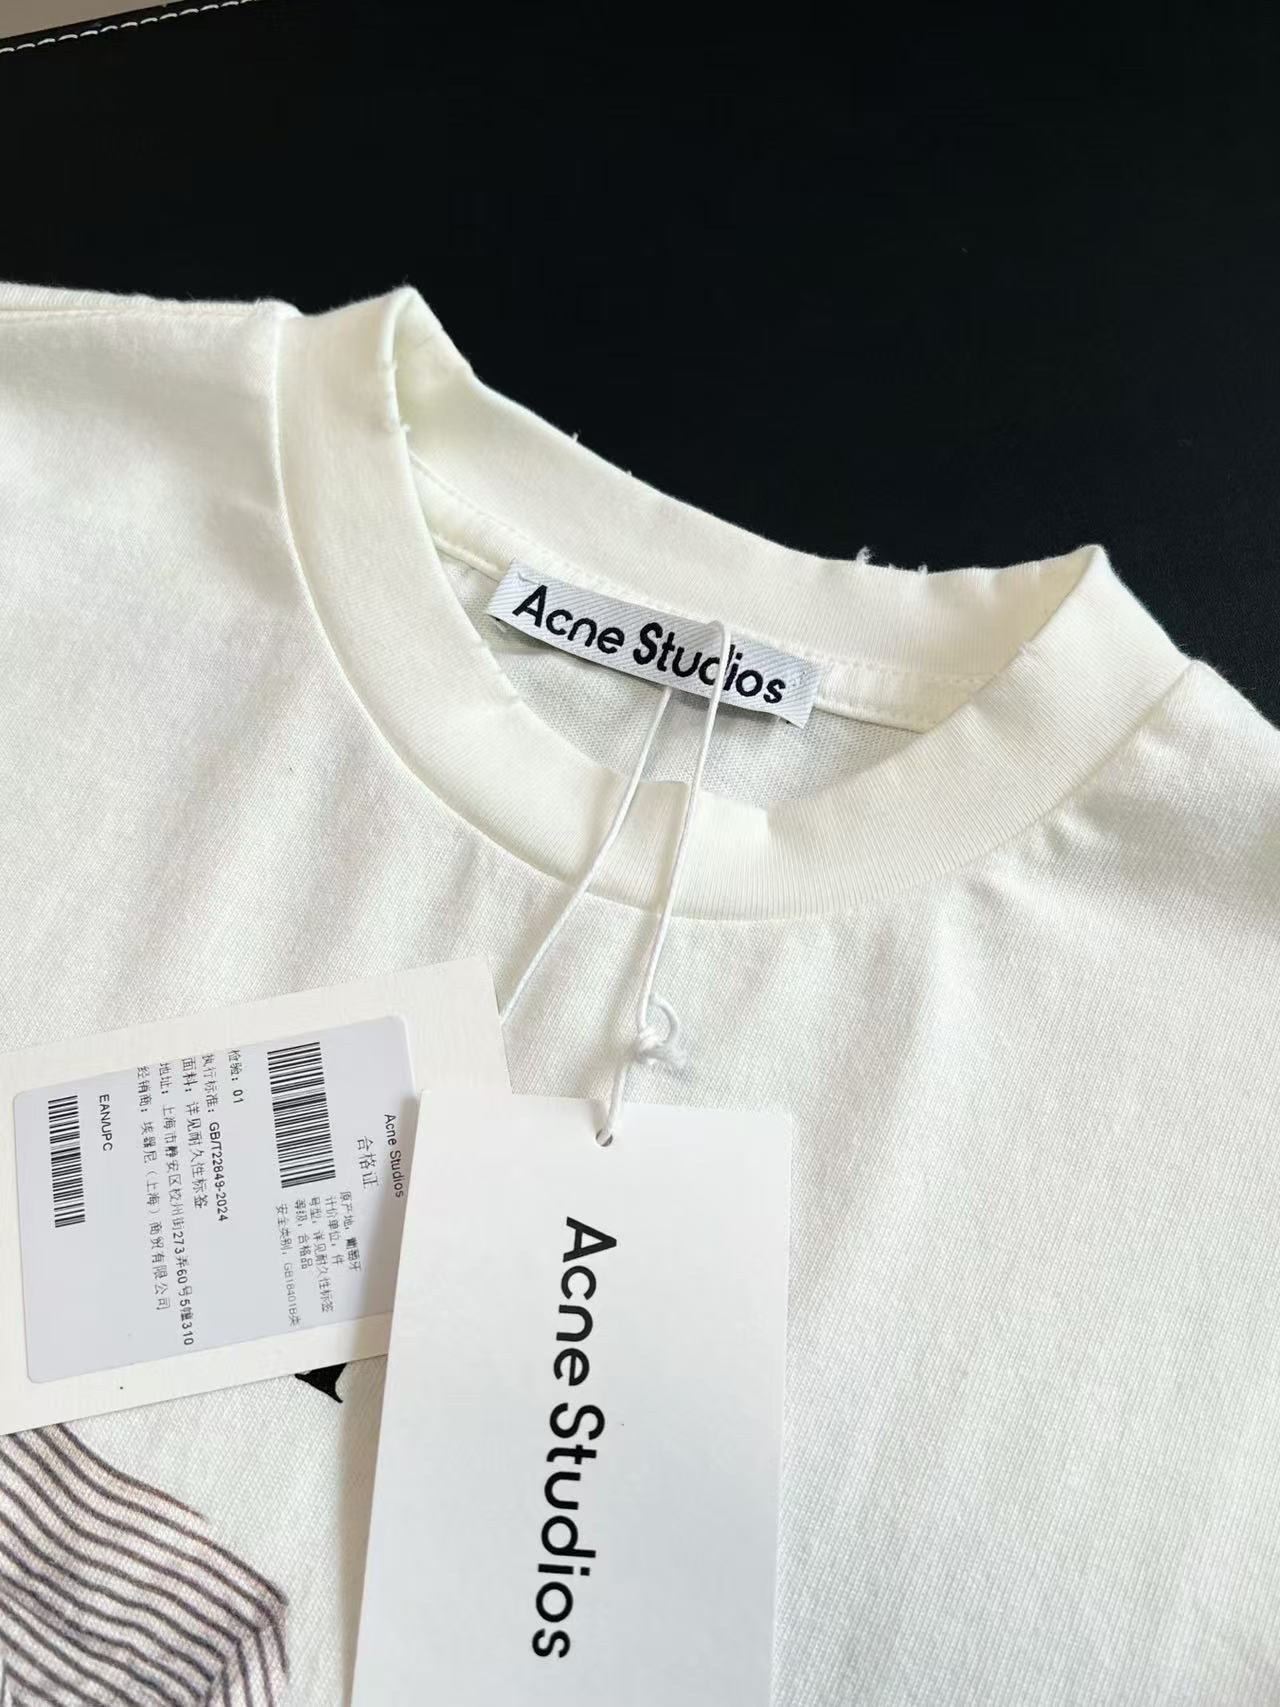 Acne Studios
Acne Studios
合格证
原产地：葡萄牙
计价单位：件
号型：详见耐久性标签
等级：合格品
安全类别：GB18401B类
检验：01
执行标准：GB/T22849-2024
面料：详见耐久性标签
地址：上海市静安区胶州街273弄60号5幢310
经销商：埃器尼（上海）商贸有限公司
EAN/UPC
Acne Studios